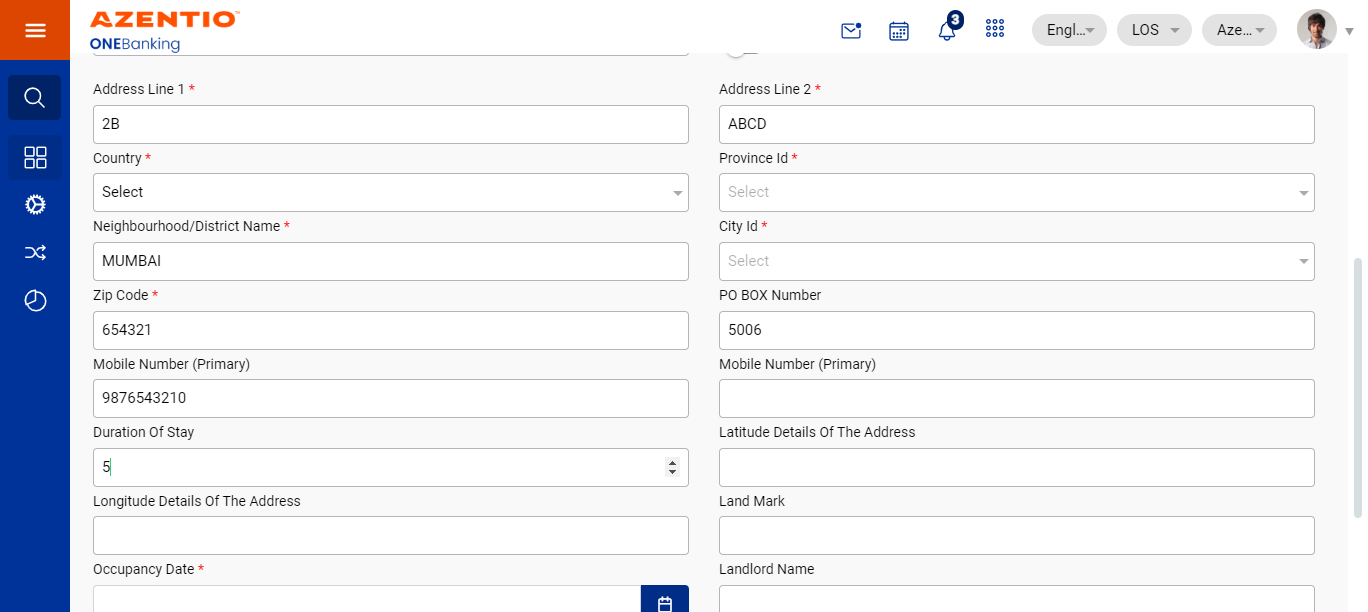 AZENTIO™
ONEBanking
3
Engl...
LOS
Aze...
Address Line 1 *
Address Line 2 *
2B
ABCD
Country *
Province Id *
Select
Select
Neighbourhood/District Name *
City Id *
MUMBAI
Select
Zip Code *
PO BOX Number
654321
5006
Mobile Number (Primary)
Mobile Number (Primary)
9876543210
Duration Of Stay
Latitude Details Of The Address
5
Longitude Details Of The Address
Land Mark
Occupancy Date *
Landlord Name